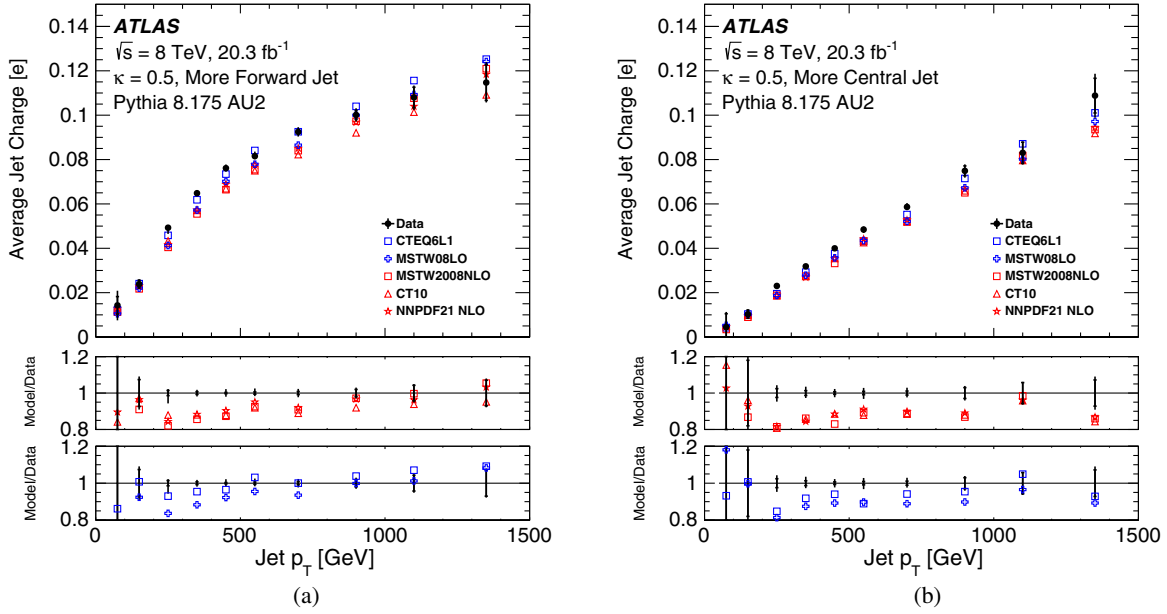 ATLAS
√s = 8 TeV, 20.3 fb⁻¹
κ = 0.5, More Forward Jet
Pythia 8.175 AU2
Average Jet Charge [e]
0.14
0.12
0.1
0.08
0.06
0.04
0.02
0
Data
CTEQ6L1
MSTW08LO
MSTW2008NLO
CT10
NNPDF21 NLO
Model/Data
1.2
1
0.8
Model/Data
1.2
1
0.8
0 500 1000 1500
Jet p_T [GeV]
(a)
ATLAS
√s = 8 TeV, 20.3 fb⁻¹
κ = 0.5, More Central Jet
Pythia 8.175 AU2
Average Jet Charge [e]
0.14
0.12
0.1
0.08
0.06
0.04
0.02
0
Data
CTEQ6L1
MSTW08LO
MSTW2008NLO
CT10
NNPDF21 NLO
Model/Data
1.2
1
0.8
Model/Data
1.2
1
0.8
0 500 1000 1500
Jet p_T [GeV]
(b)